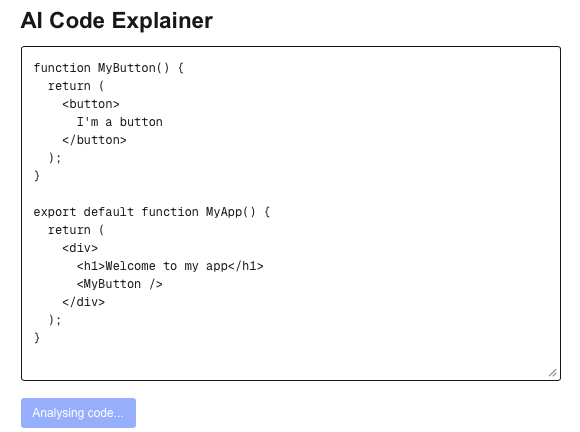 AI Code Explainer
function MyButton() {
  return (
    <button>
      I'm a button
    </button>
  );
}

export default function MyApp() {
  return (
    <div>
      <h1>Welcome to my app</h1>
      <MyButton />
    </div>
  );
}
Analysing code...